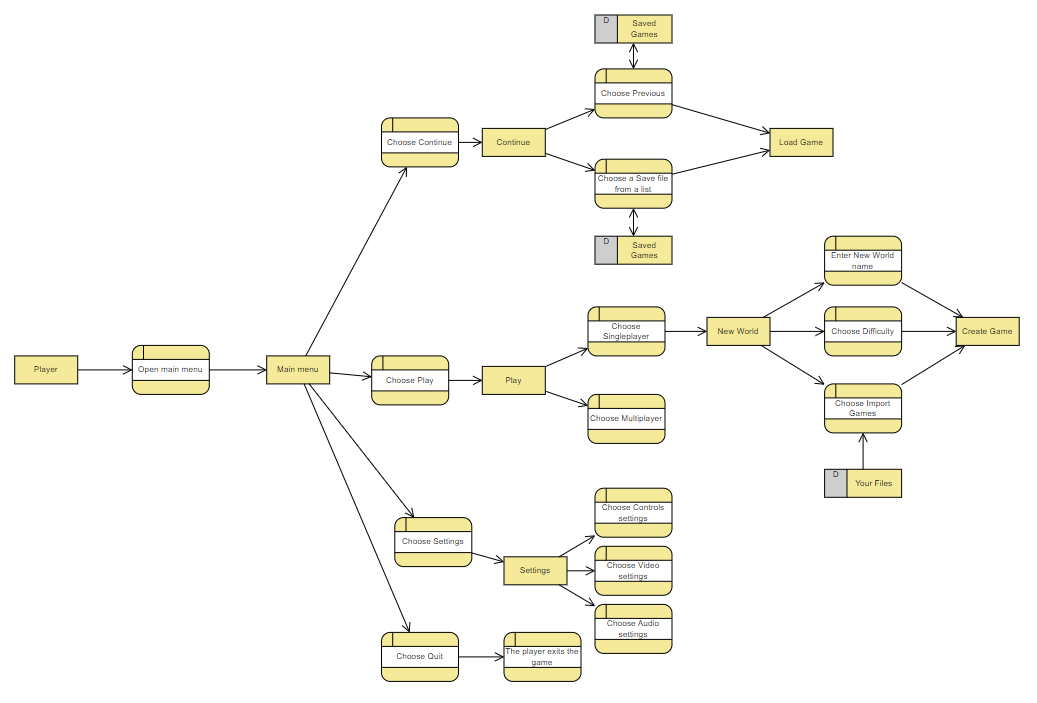 D
Saved
Games
Choose Previous
Choose Continue
Continue
Load Game
Choose a Save file
from a list
D
Saved
Games
Enter New World
name
Choose
Singleplayer
New World
Choose Difficulty
Create Game
Player
Open main menu
Main menu
Choose Play
Play
Choose Multiplayer
Choose Import
Games
D
Your Files
Choose Controls
settings
Choose Settings
Settings
Choose Video
settings
Choose Audio
settings
Choose Quit
The player exits the
game